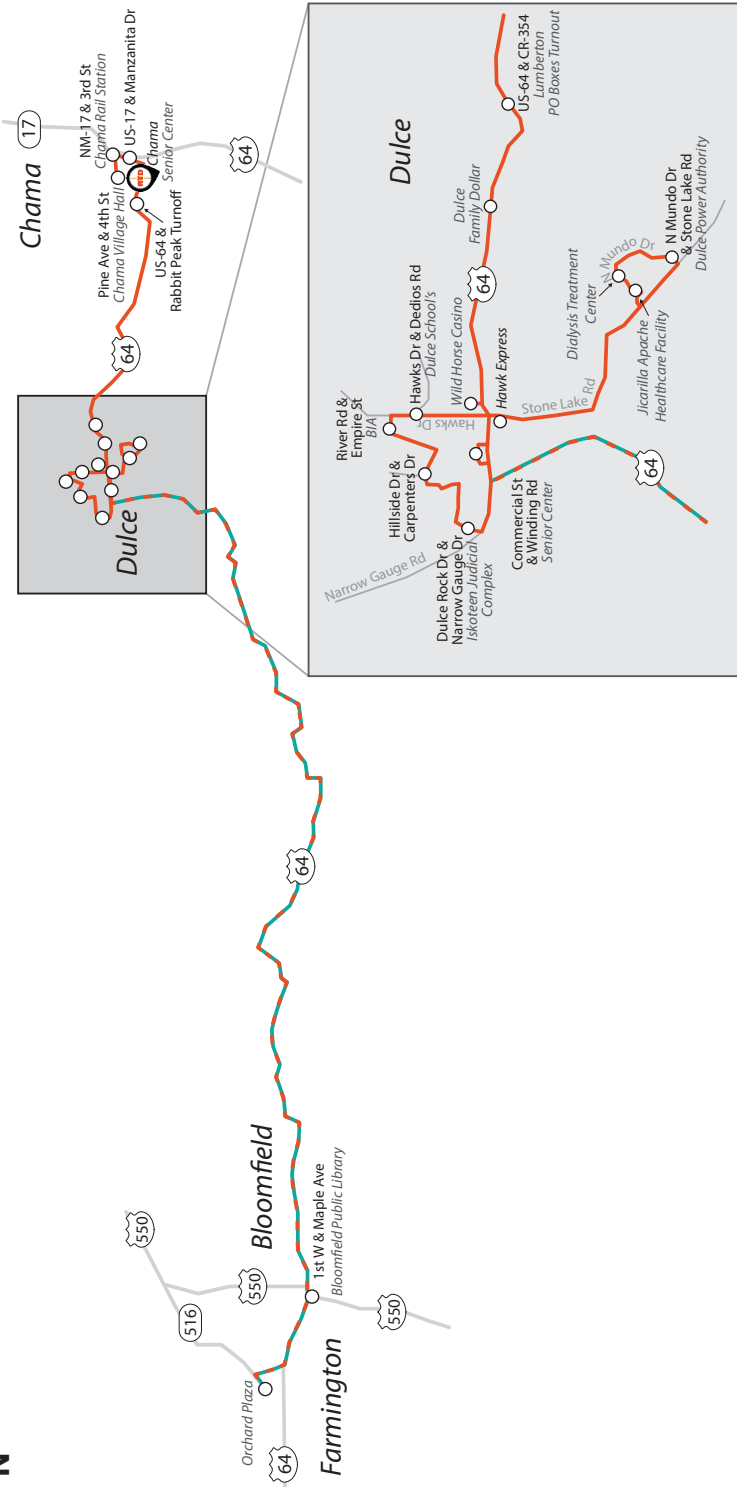 N
Chama
17
NM-17 & 3rd St
Chama Rail Station
US-17 & Manzanita Dr
Chama
Senior Center
Pine Ave & 4th St
Chama Village Hall
US-64 &
Rabbit Peak Turnoff
64
64
Dulce
64
Bloomfield
1st W & Maple Ave
Bloomfield Public Library
550
550
550
516
Orchard Plaza
64
Farmington
Dulce
US-64 & CR-354
Lumberton
PO Boxes Turnout
Dulce
Family Dollar
64
N Mundo Dr
N Mundo Dr
& Stone Lake Rd
Dulce Power Authority
Dialysis Treatment
Center
Jicarilla Apache
Healthcare Facility
Hawks Dr & Dedios Rd
Dulce School's
Wild Horse Casino
Hawk Express
Stone Lake Rd
River Rd &
Empire St
BIA
Hawks Dr
Hillside Dr &
Carpenters Dr
Commercial St
& Winding Rd
Senior Center
64
Narrow Gauge Rd
Dulce Rock Dr &
Narrow Gauge Dr
Iskoteen Judicial
Complex